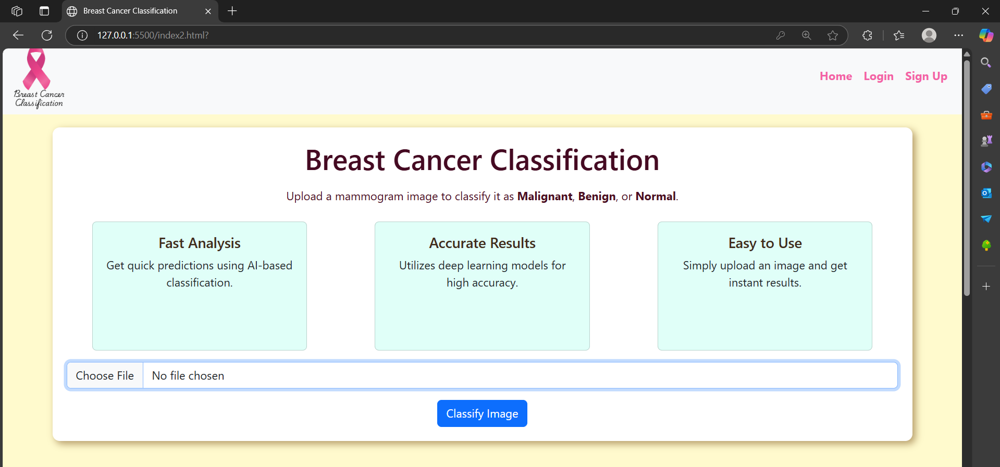 Breast Cancer Classification
127.0.0.1:5500/index2.html?
Breast Cancer
Classification
Home Login Sign Up
Breast Cancer Classification
Upload a mammogram image to classify it as Malignant, Benign, or Normal.
Fast Analysis
Get quick predictions using AI-based
classification.
Accurate Results
Utilizes deep learning models for
high accuracy.
Easy to Use
Simply upload an image and get
instant results.
Choose File No file chosen
Classify Image